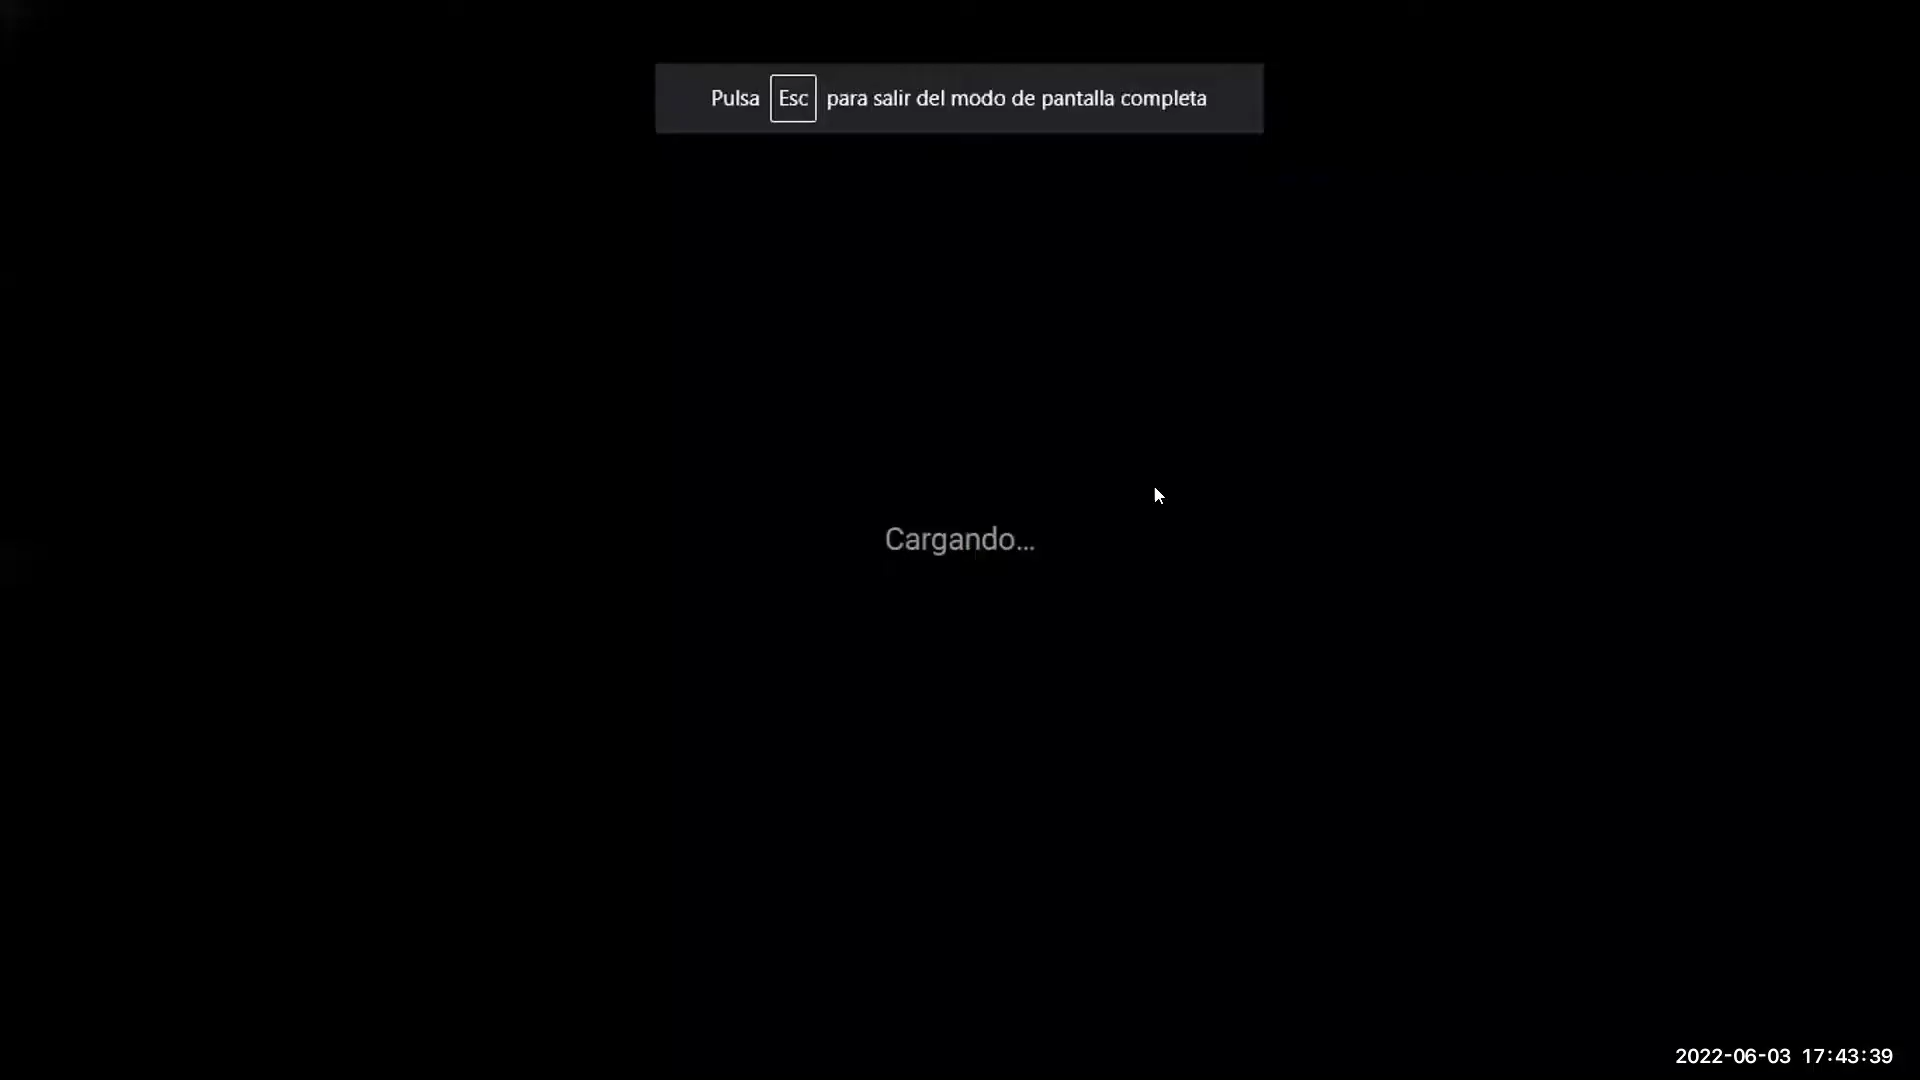 Pulsa Esc para salir del modo de pantalla completa
Cargando...
2022-06-03 17:43:39